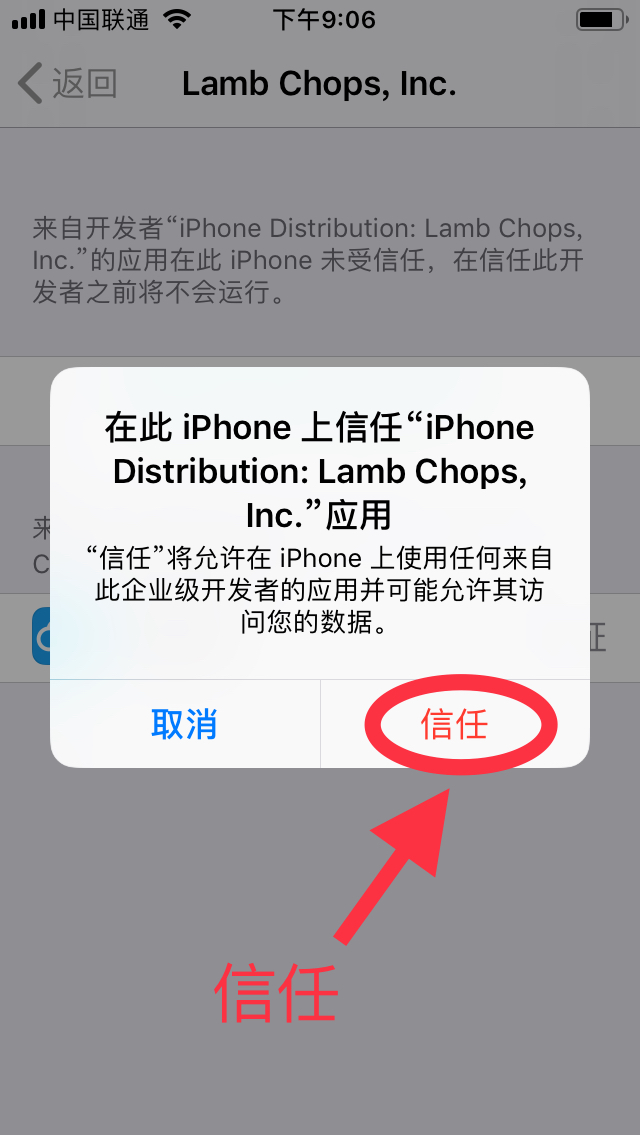 中国联通
下午9:06
返回
Lamb Chops, Inc.
来自开发者“iPhone Distribution: Lamb Chops,
Inc.”的应用在此 iPhone 未受信任，在信任此开
发者之前将不会运行。
在此 iPhone 上信任“iPhone
Distribution: Lamb Chops,
Inc.”应用
“信任”将允许在 iPhone 上使用任何来自
此企业级开发者的应用并可能允许其访
问您的数据。
来
C
证
取消
信任
信任